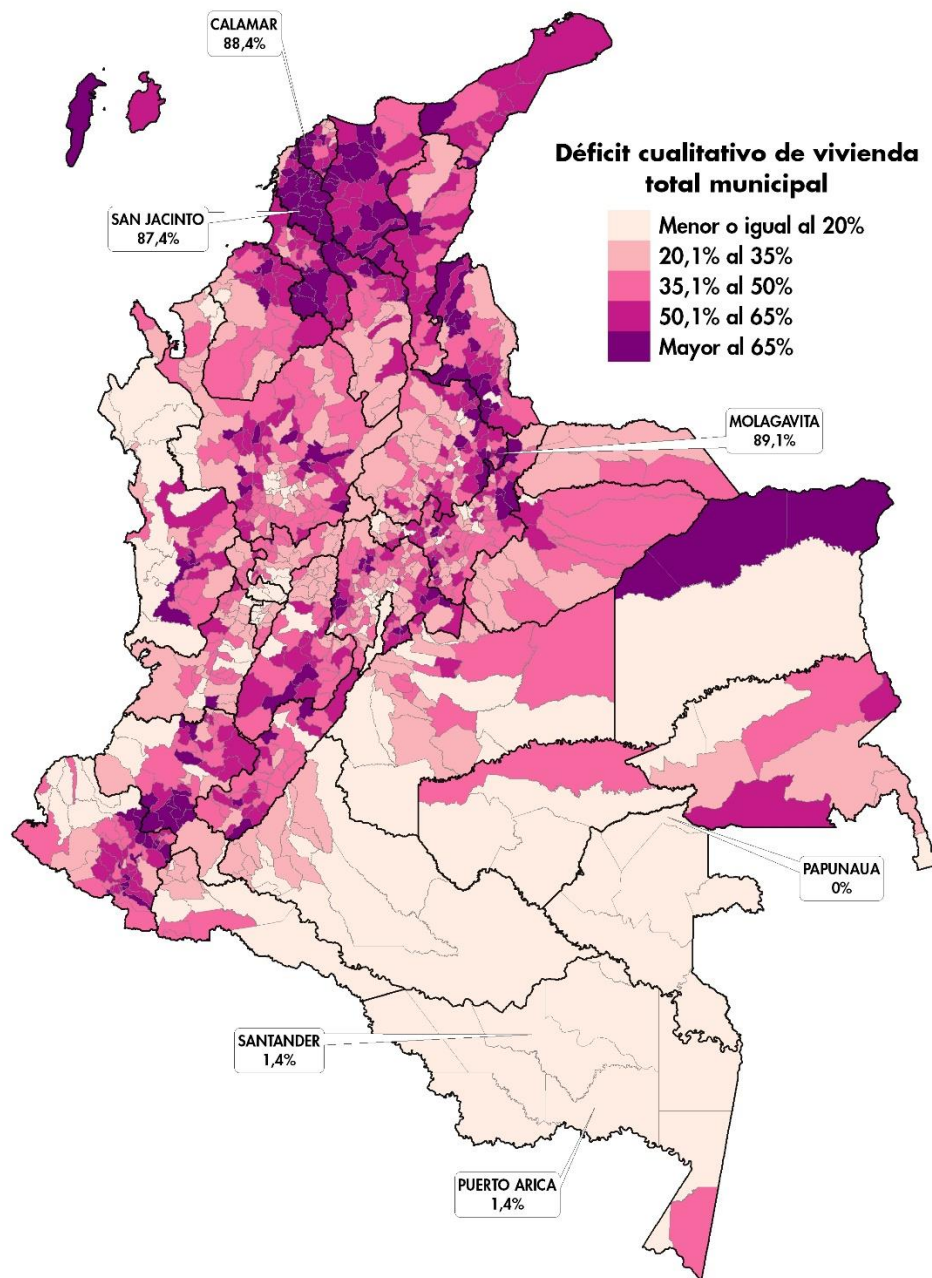 CALAMAR
88,4%
Déficit cualitativo de vivienda
total municipal
SAN JACINTO
87,4%
Menor o igual al 20%
20,1% al 35%
35,1% al 50%
50,1% al 65%
Mayor al 65%
MOLAGAVITA
89,1%
PAPUNAUA
0%
SANTANDER
1,4%
PUERTO ARICA
1,4%